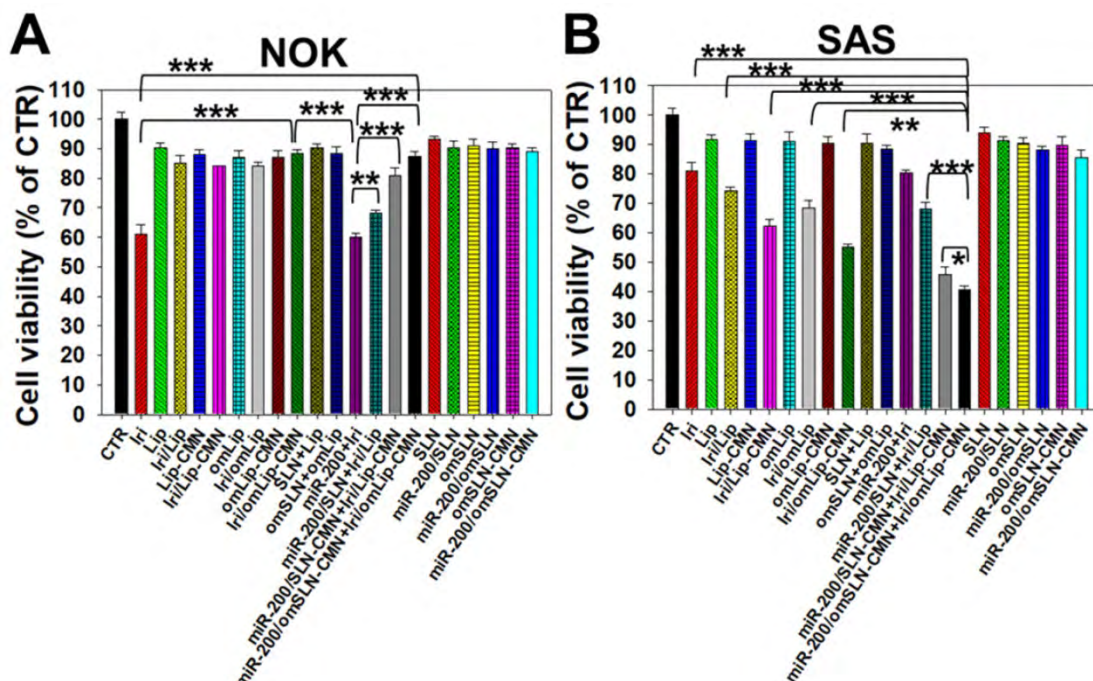 A
NOK
***
***
***
***
***
**
Cell viability (% of CTR)
110
100
90
80
70
60
50
40
30
20
10
0
CTR
Iri
Lip
Iri/Lip
Lip-CMN
Iri/Lip-CMN
omLip
Iri/omLip
omLip-CMN
Iri/omLip-CMN
SLN+Lip
omSLN+omLip
miR-200+Iri
miR-200/SLN+Iri/Lip
miR-200/SLN-CMN+Iri/Lip-CMN
miR-200/omSLN-CMN+Iri/omLip-CMN
SLN
miR-200/SLN
omSLN
miR-200/omSLN
omSLN-CMN
miR-200/omSLN-CMN
B
SAS
***
***
***
***
**
***
*
Cell viability (% of CTR)
110
100
90
80
70
60
50
40
30
20
10
0
CTR
Iri
Lip
Iri/Lip
Lip-CMN
Iri/Lip-CMN
omLip
Iri/omLip
omLip-CMN
Iri/omLip-CMN
SLN+Lip
omSLN+omLip
miR-200+Iri
miR-200/SLN+Iri/Lip
miR-200/SLN-CMN+Iri/Lip-CMN
miR-200/omSLN-CMN+Iri/omLip-CMN
SLN
miR-200/SLN
omSLN
miR-200/omSLN
omSLN-CMN
miR-200/omSLN-CMN